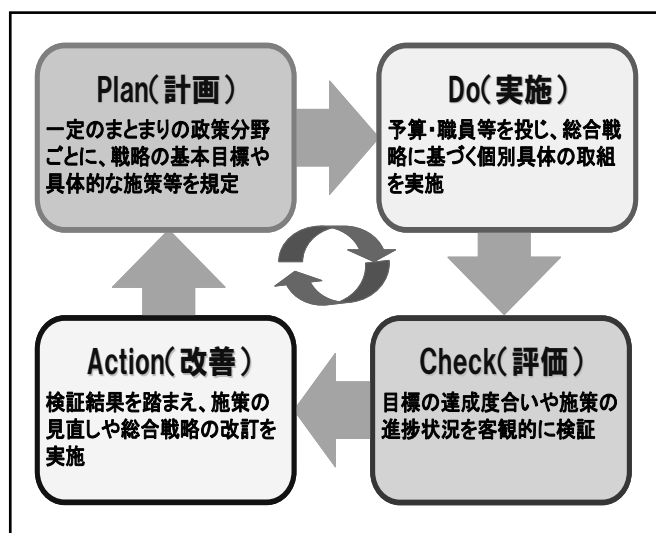 Plan(計画)
一定のまとまりの政策分野
ごとに、戦略の基本目標や
具体的な施策等を規定
Do(実施)
予算・職員等を投じ、総合戦
略に基づく個別具体の取組
を実施
Action(改善)
検証結果を踏まえ、施策の
見直しや総合戦略の改訂を
実施
Check(評価)
目標の達成度合いや施策の
進捗状況を客観的に検証